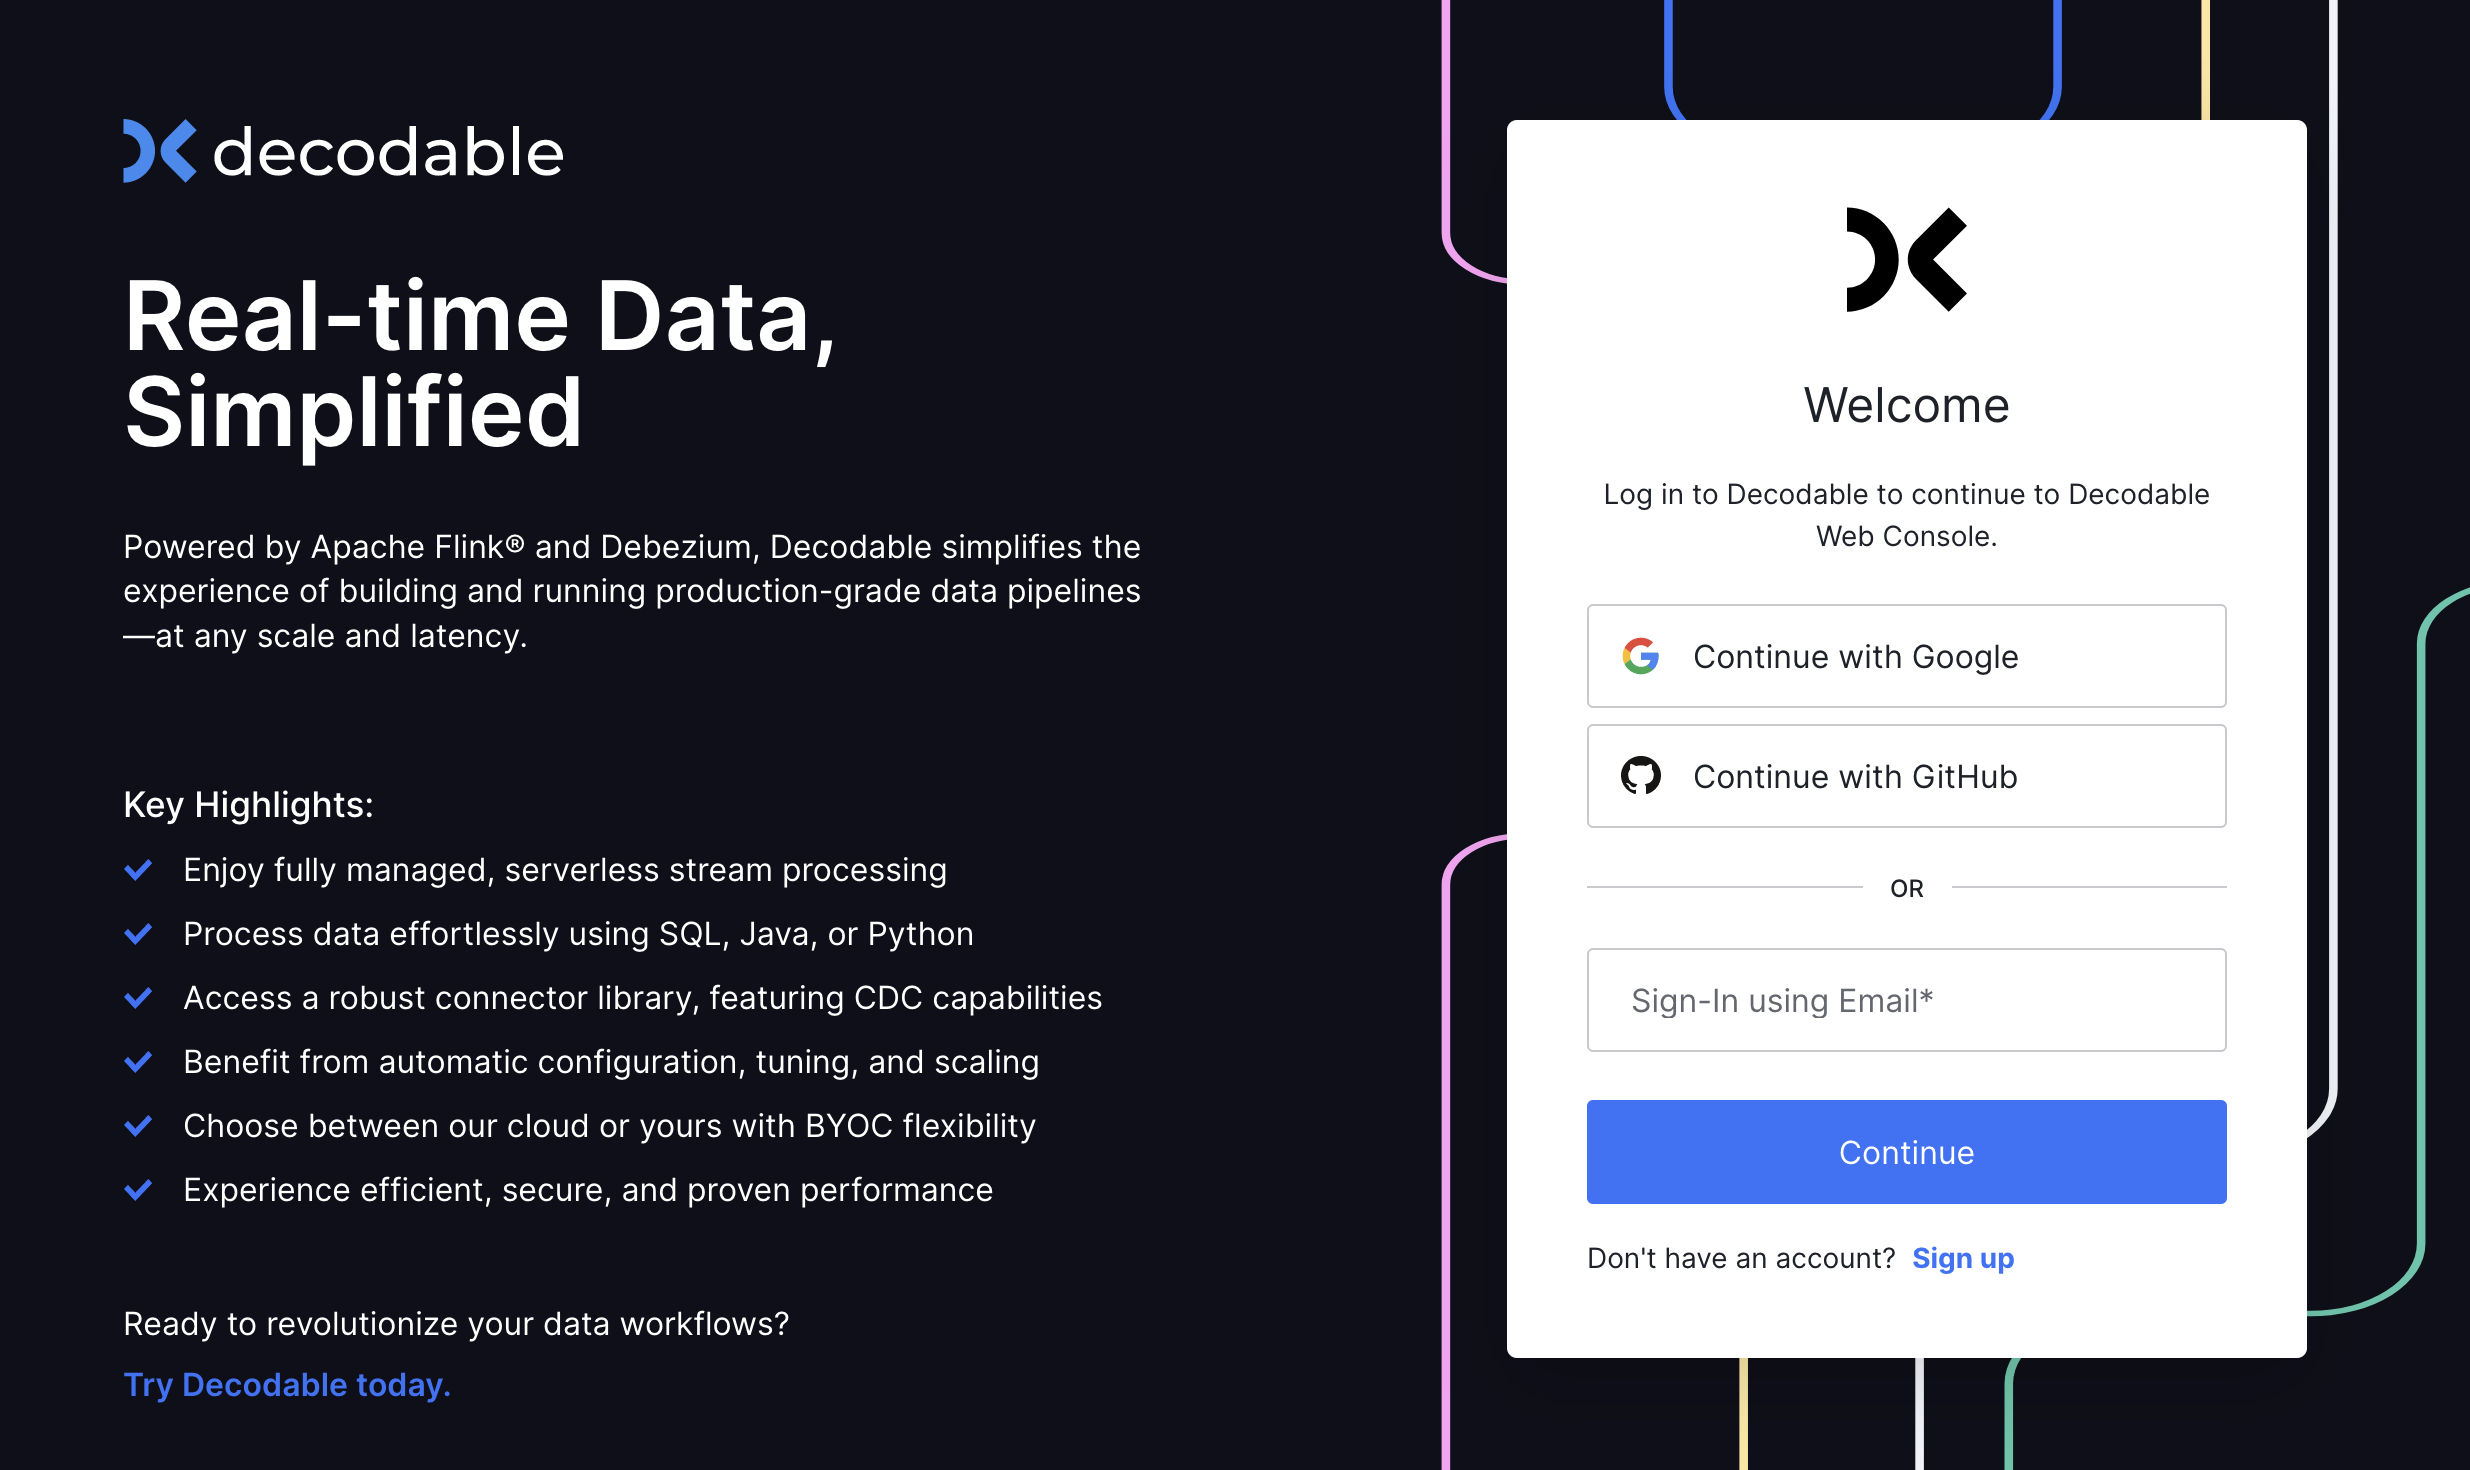 decodable
Real-time Data,
Simplified
Powered by Apache Flink® and Debezium, Decodable simplifies the
experience of building and running production-grade data pipelines
—at any scale and latency.
Key Highlights:
Enjoy fully managed, serverless stream processing
Process data effortlessly using SQL, Java, or Python
Access a robust connector library, featuring CDC capabilities
Benefit from automatic configuration, tuning, and scaling
Choose between our cloud or yours with BYOC flexibility
Experience efficient, secure, and proven performance
Ready to revolutionize your data workflows?
Try Decodable today.
Welcome
Log in to Decodable to continue to Decodable
Web Console.
Continue with Google
Continue with GitHub
OR
Sign-In using Email*
Continue
Don't have an account? Sign up